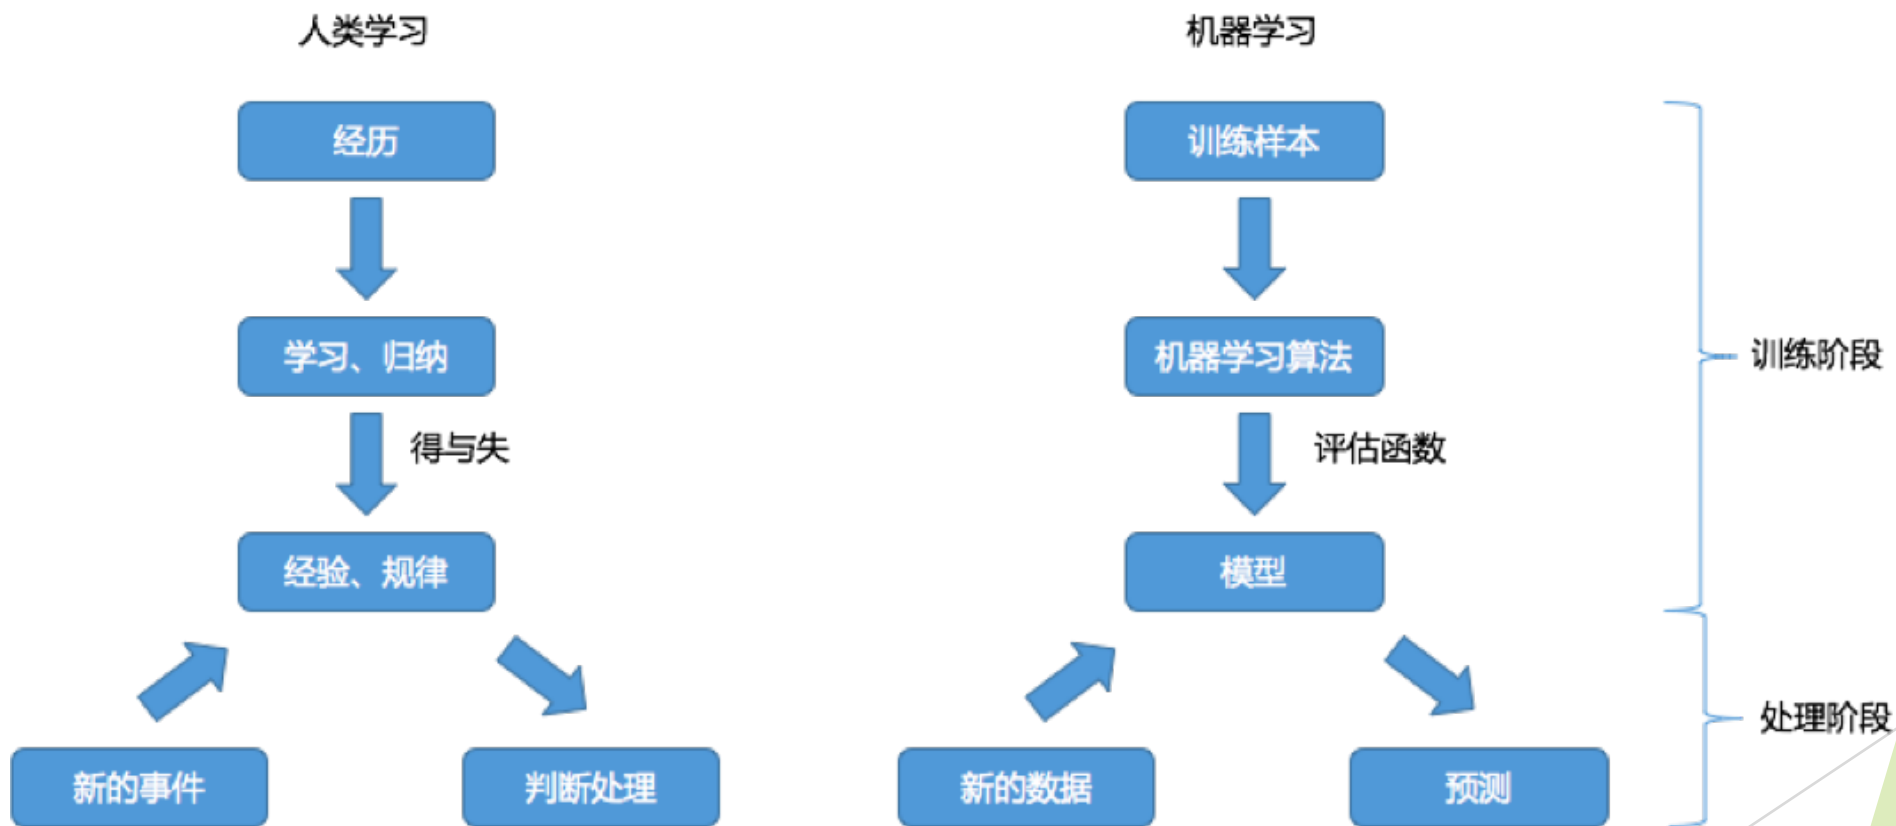 人类学习
机器学习
经历
训练样本
学习、归纳
机器学习算法
训练阶段
得与失
评估函数
经验、规律
模型
处理阶段
新的事件
判断处理
新的数据
预测